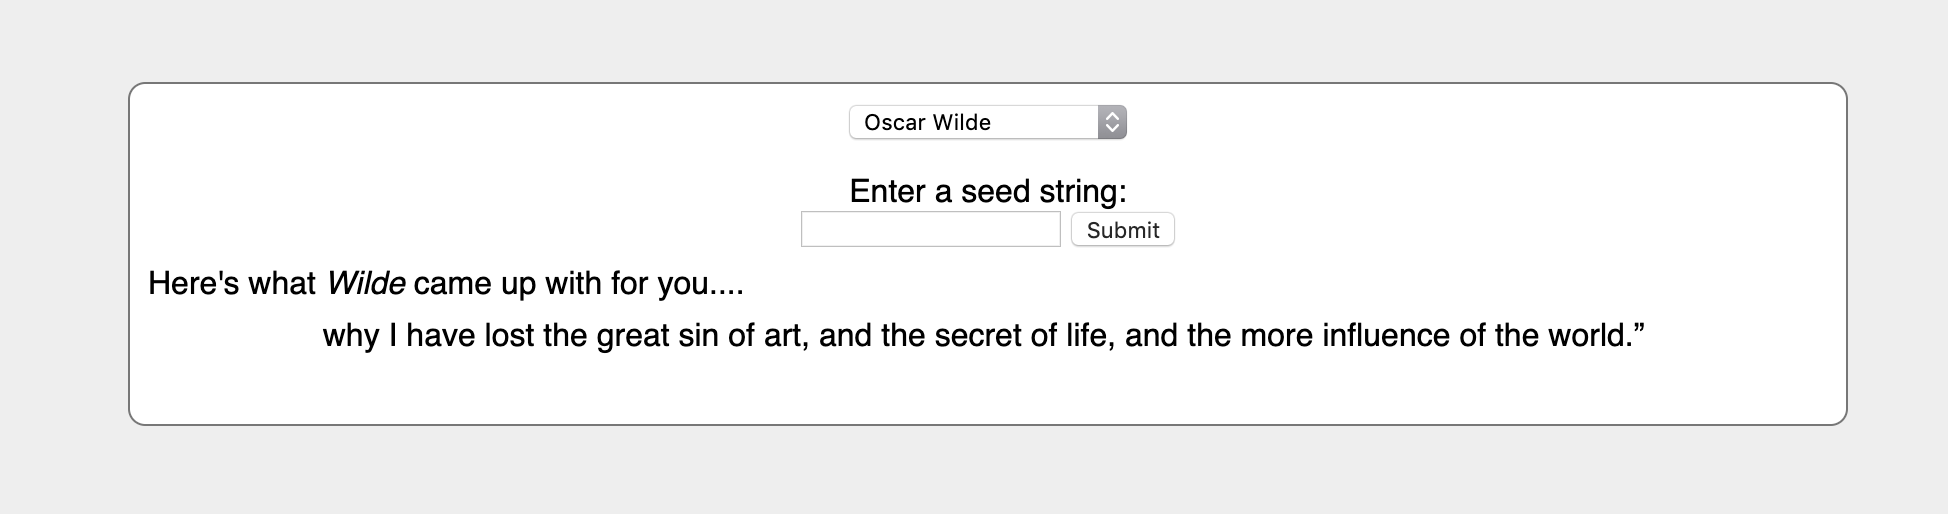 Oscar Wilde
Enter a seed string:
Submit
Here's what Wilde came up with for you....
why I have lost the great sin of art, and the secret of life, and the more influence of the world.”